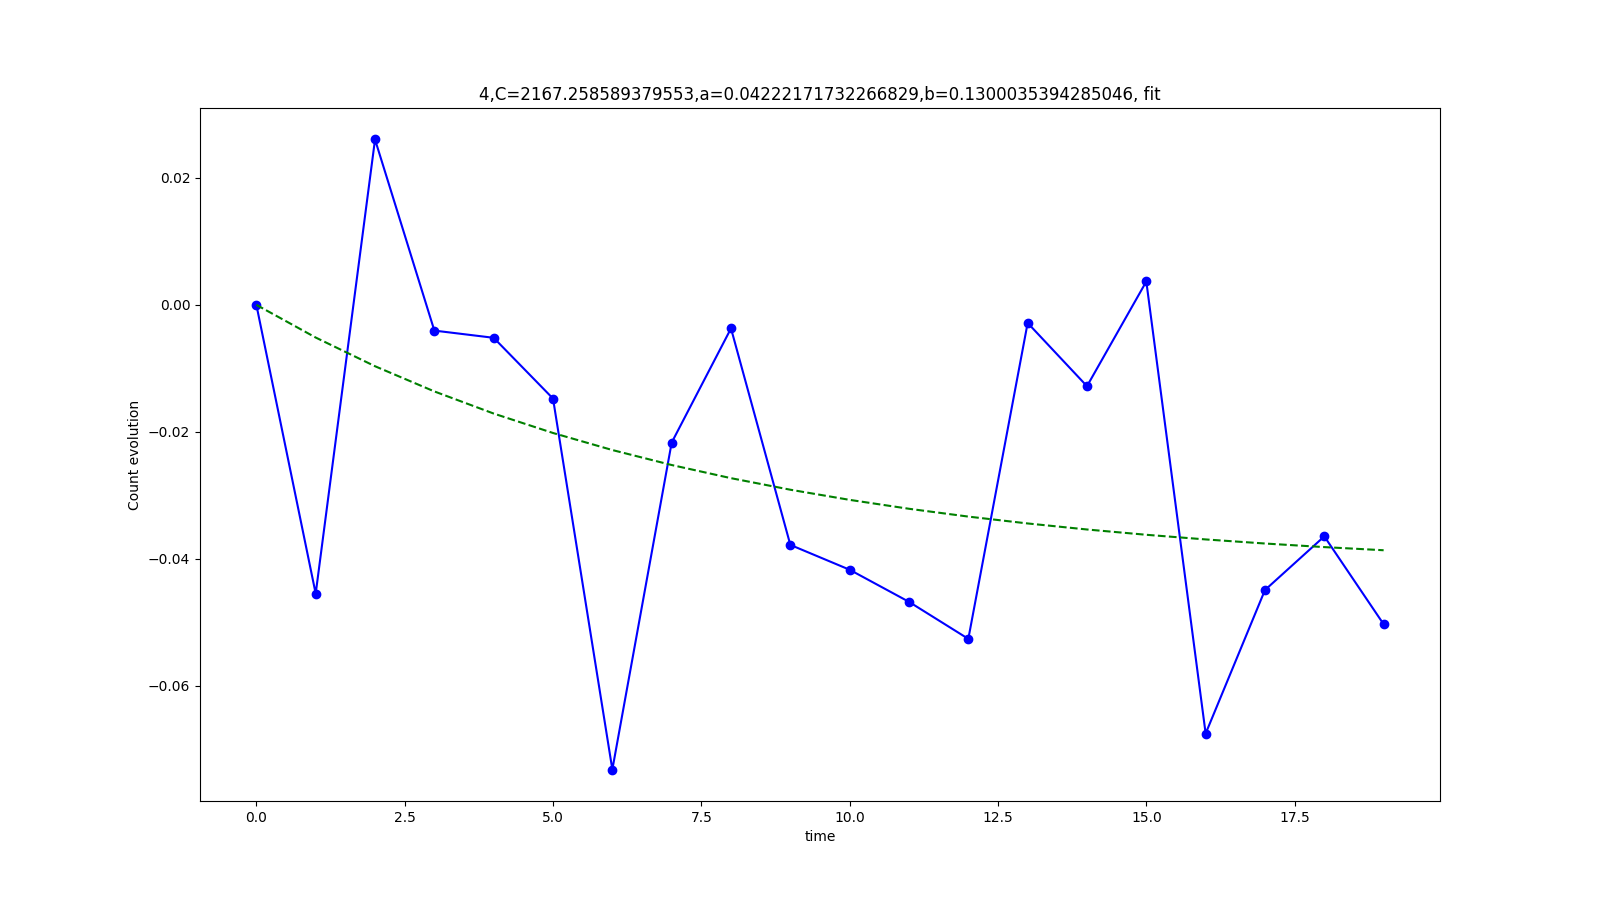 4,C=2167.258589379553,a=0.04222171732266829,b=0.1300035394285046, fit
0.02
0.00
−0.02
−0.04
−0.06
Count evolution
0.0 2.5 5.0 7.5 10.0 12.5 15.0 17.5
time